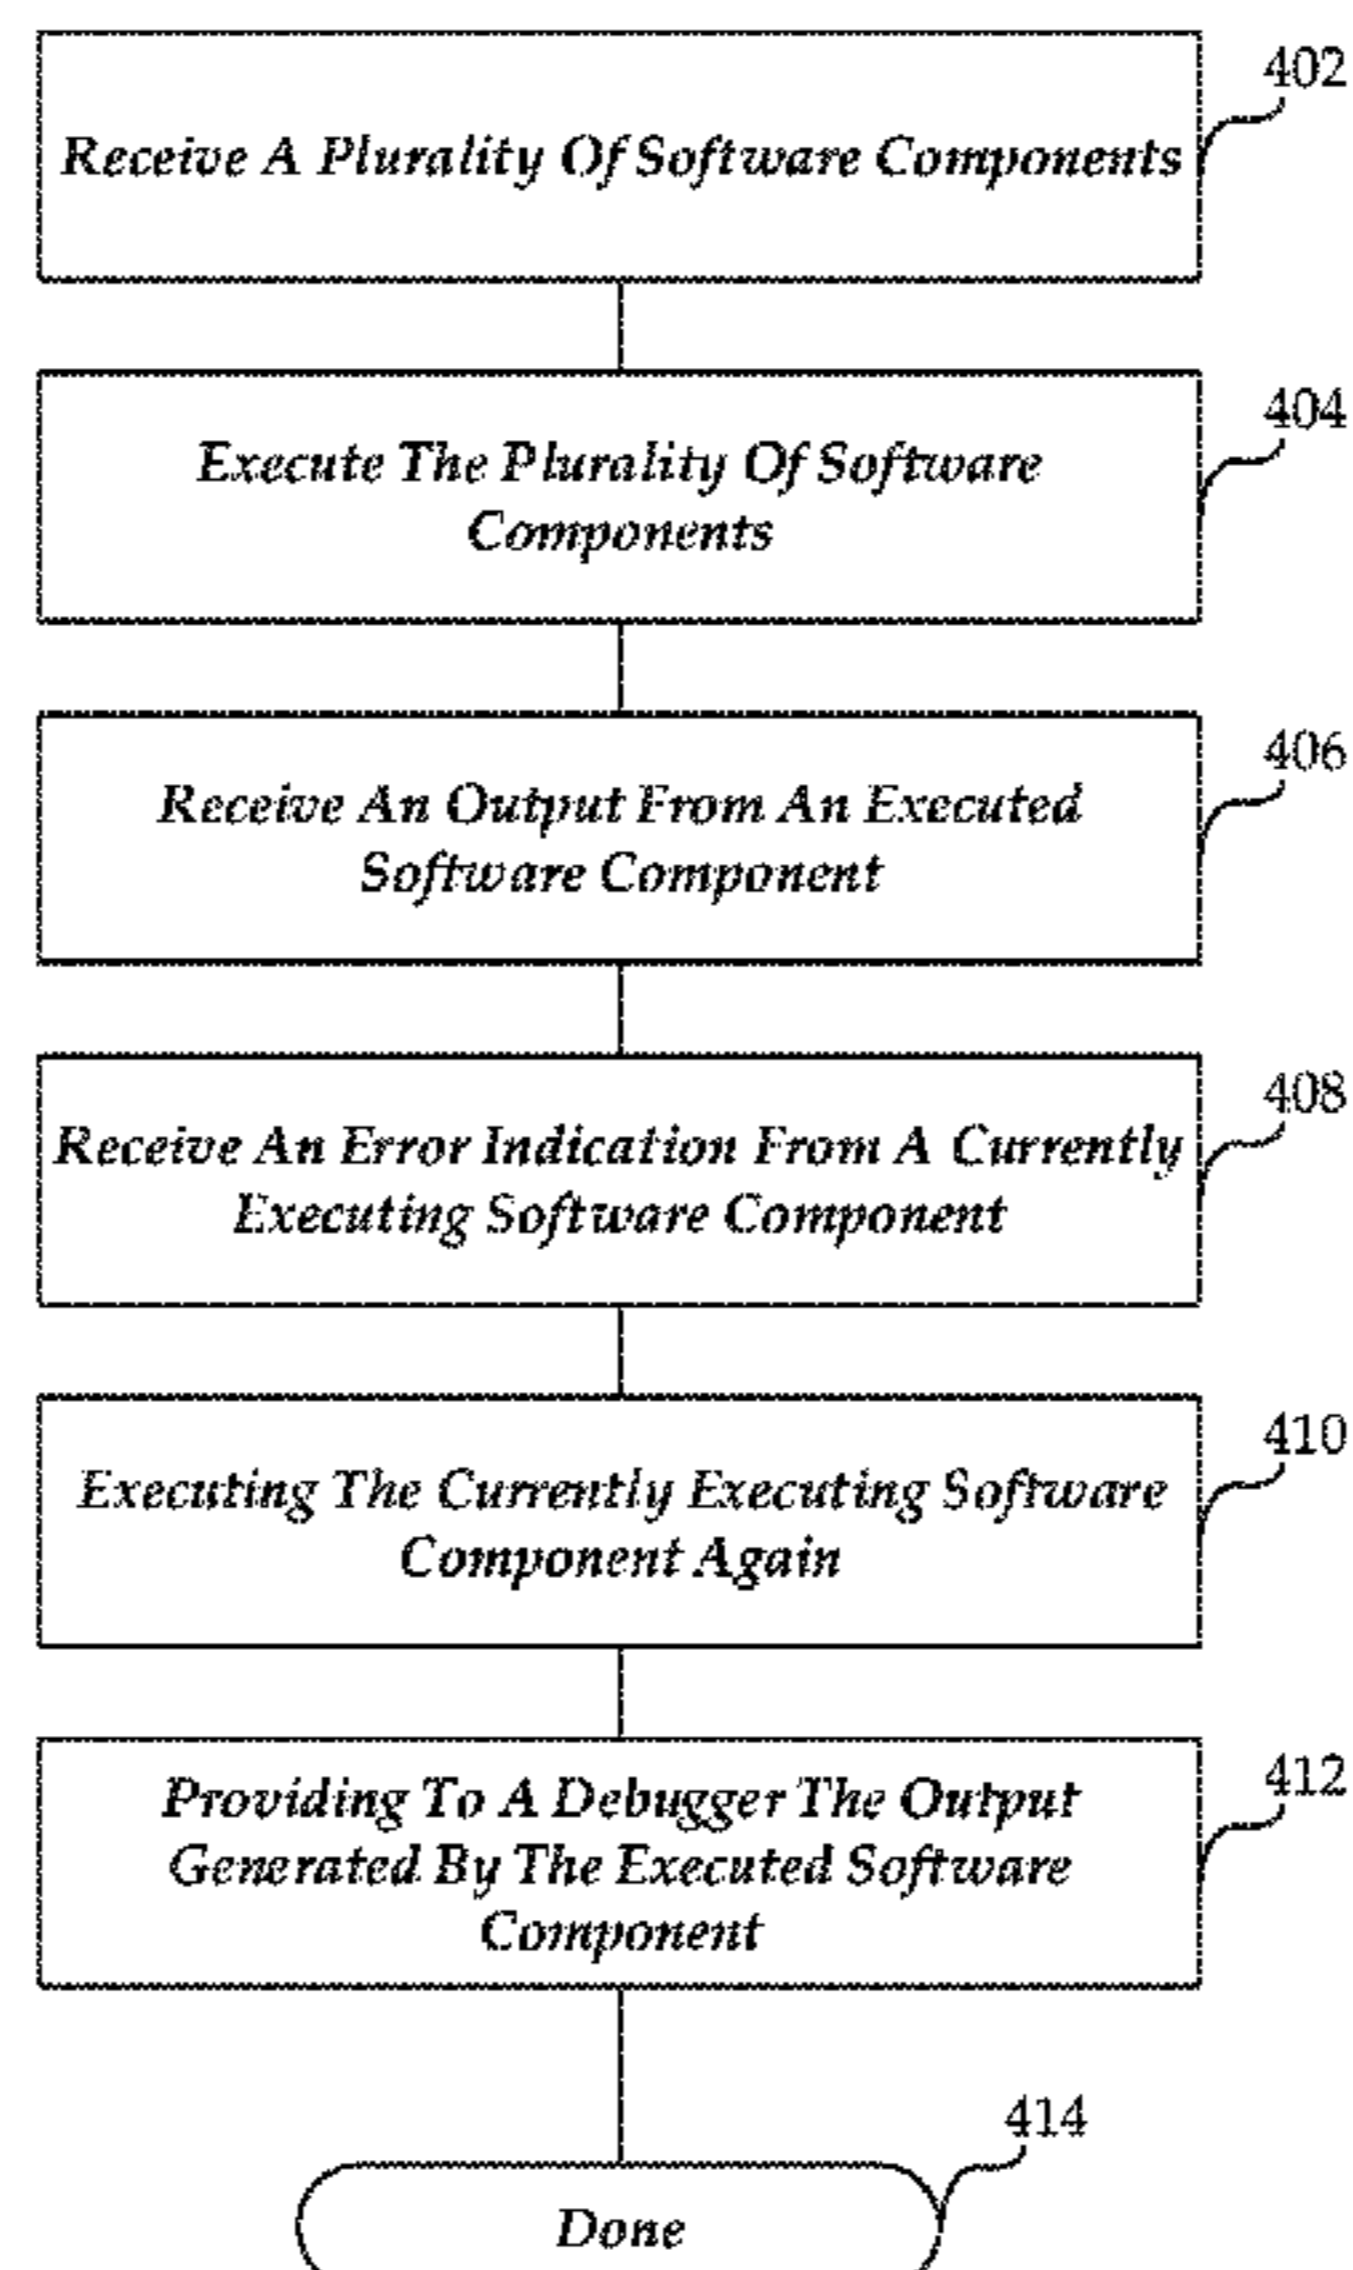 402
Receive A Plurality Of Software Components
404
Execute The Plurality Of Software
Components
406
Receive An Output From An Executed
Software Component
408
Receive An Error Indication From A Currently
Executing Software Component
410
Executing The Currently Executing Software
Component Again
412
Providing To A Debugger The Output
Generated By The Executed Software
Component
414
Done